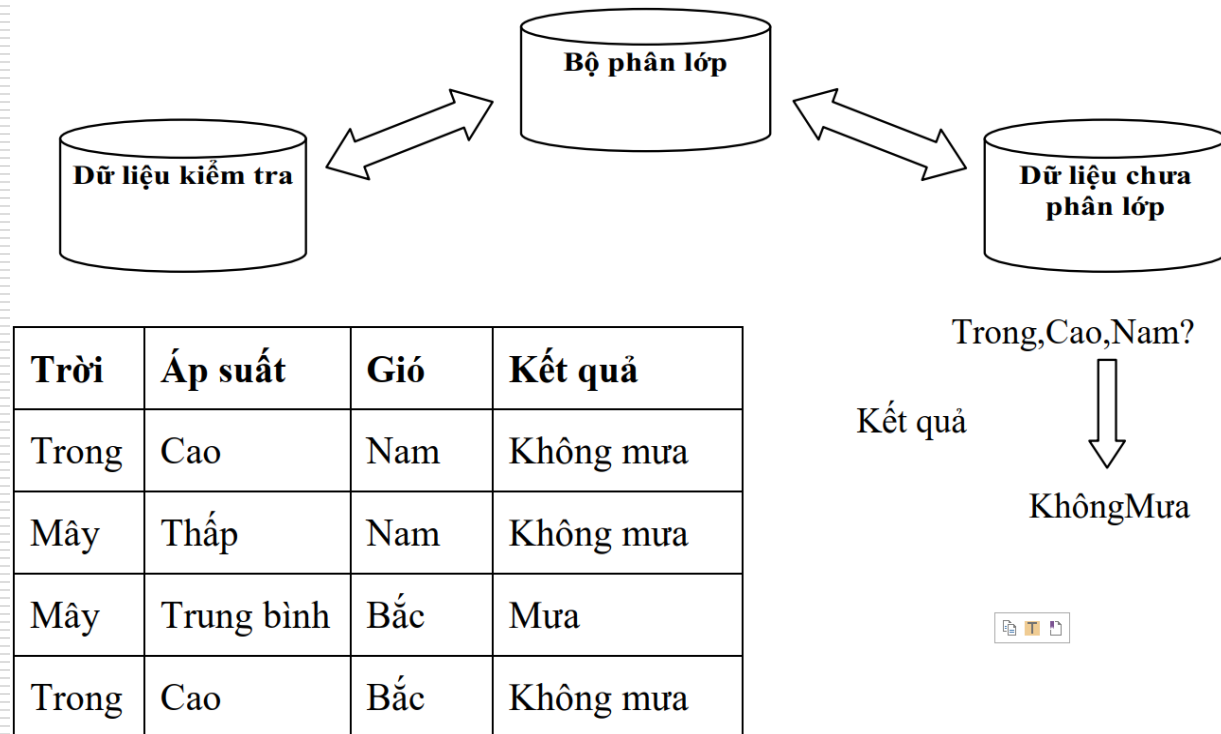 Bộ phân lớp
Dữ liệu kiểm tra
Dữ liệu chưa
phân lớp
Trời Áp suất Gió Kết quả
Trong Cao Nam Không mưa
Mây Thấp Nam Không mưa
Mây Trung bình Bắc Mưa
Trong Cao Bắc Không mưa
Trong,Cao,Nam?
Kết quả
KhôngMưa